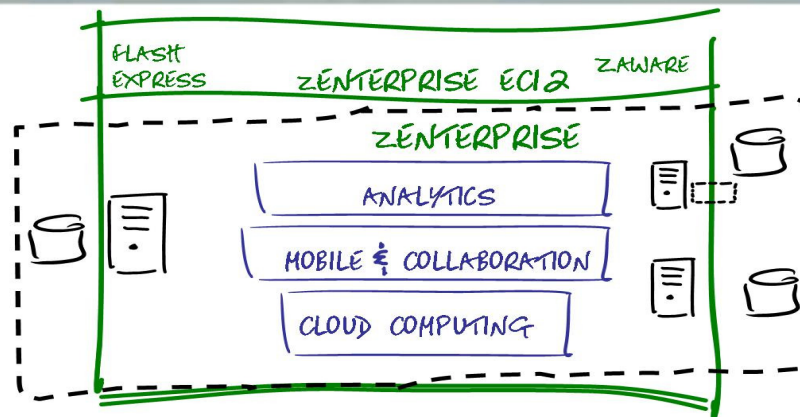 FLASH
EXPRESS
ZENTERPRISE EC12
ZAWARE
ZENTERPRISE
ANALYTICS
MOBILE & COLLABORATION
CLOUD COMPUTING